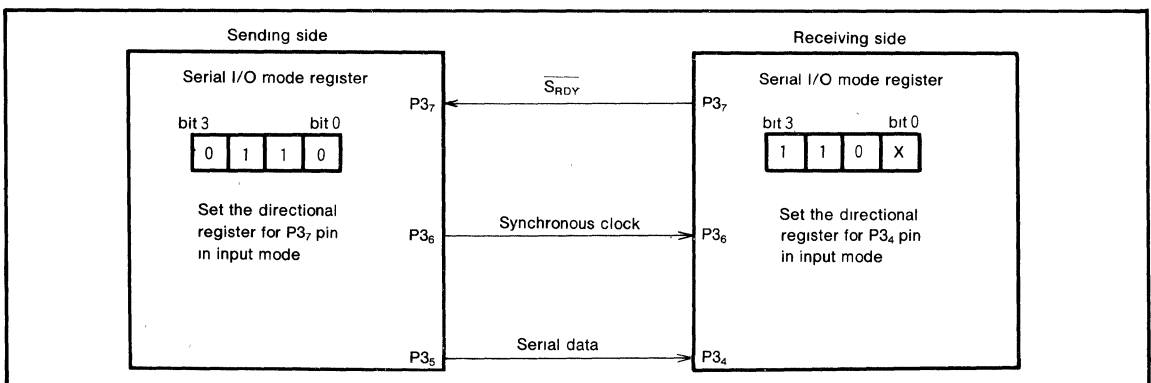 Sending side
Serial I/O mode register
bit 3 bit 0
0 1 1 0
Set the directional
register for P3₇ pin
in input mode
P3₇
P3₆
P3₅
S̅R̅D̅Y̅
Synchronous clock
Serial data
Receiving side
P3₇
P3₆
P3₄
Serial I/O mode register
bit 3 bit 0
1 1 0 X
Set the directional
register for P3₄ pin
in input mode